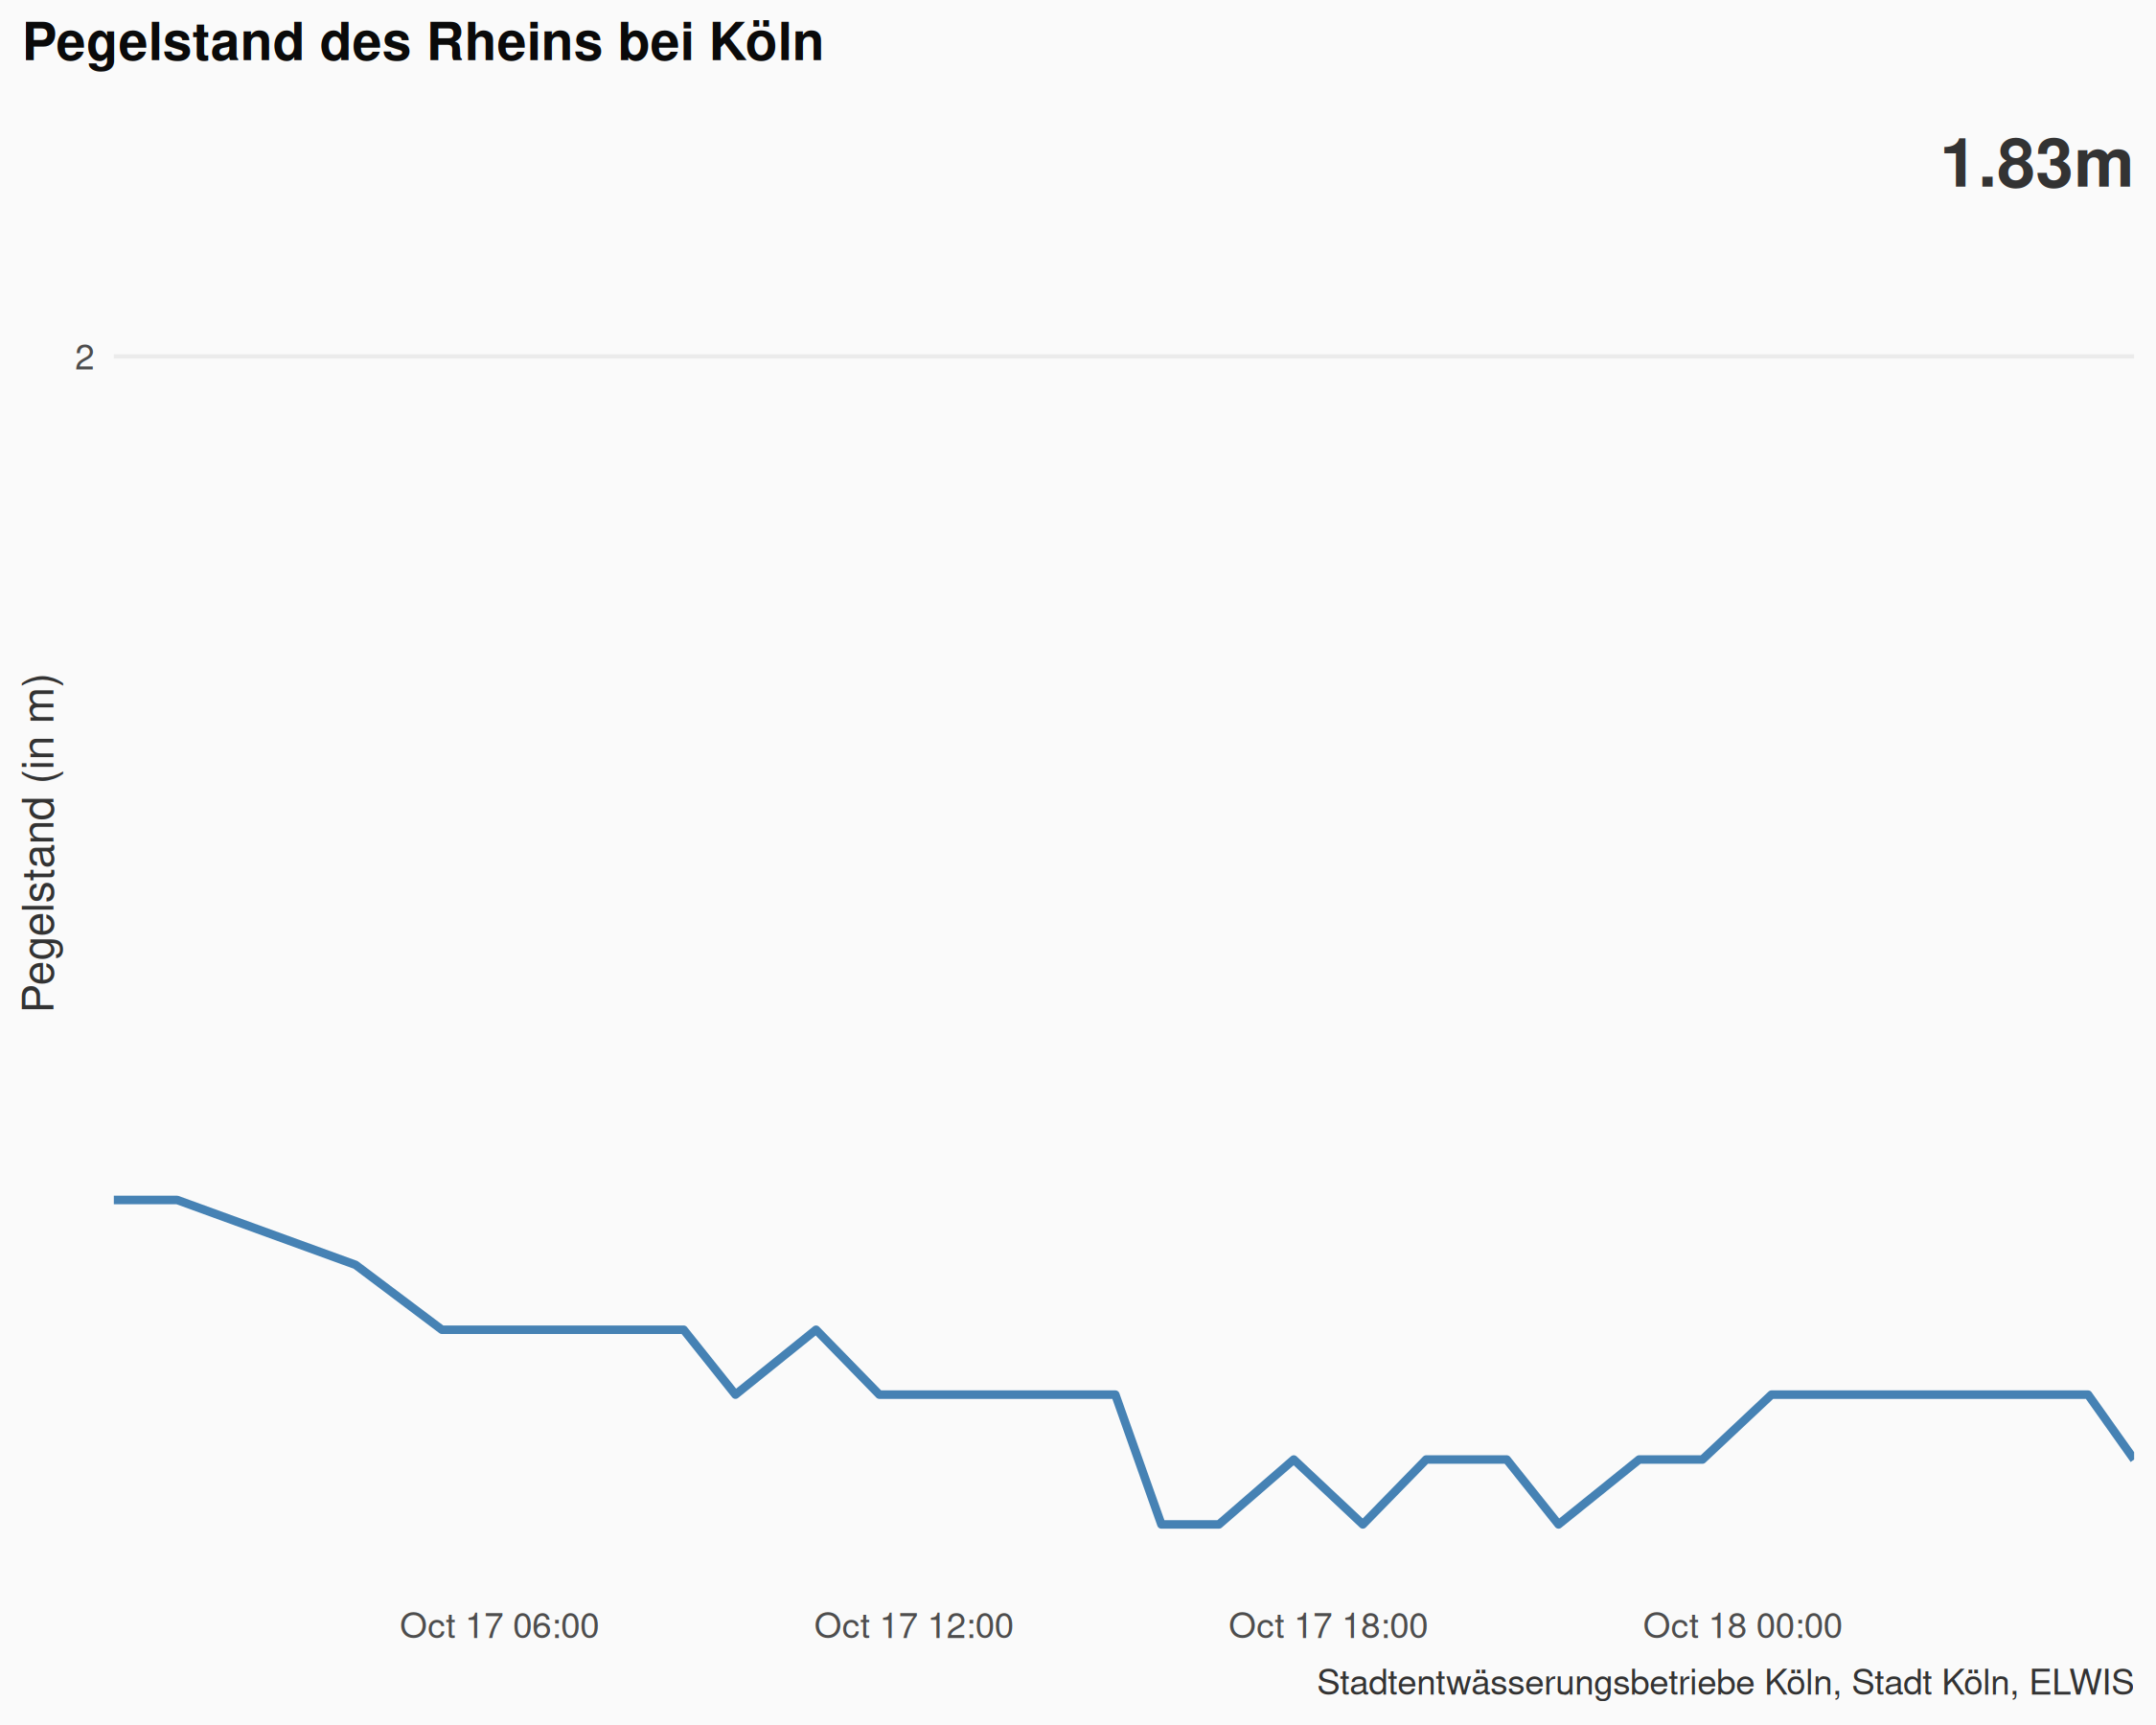 Pegelstand des Rheins bei Köln
1.83m
2
Pegelstand (in m)
Oct 17 06:00 Oct 17 12:00 Oct 17 18:00 Oct 18 00:00
Stadtentwässerungsbetriebe Köln, Stadt Köln, ELWIS